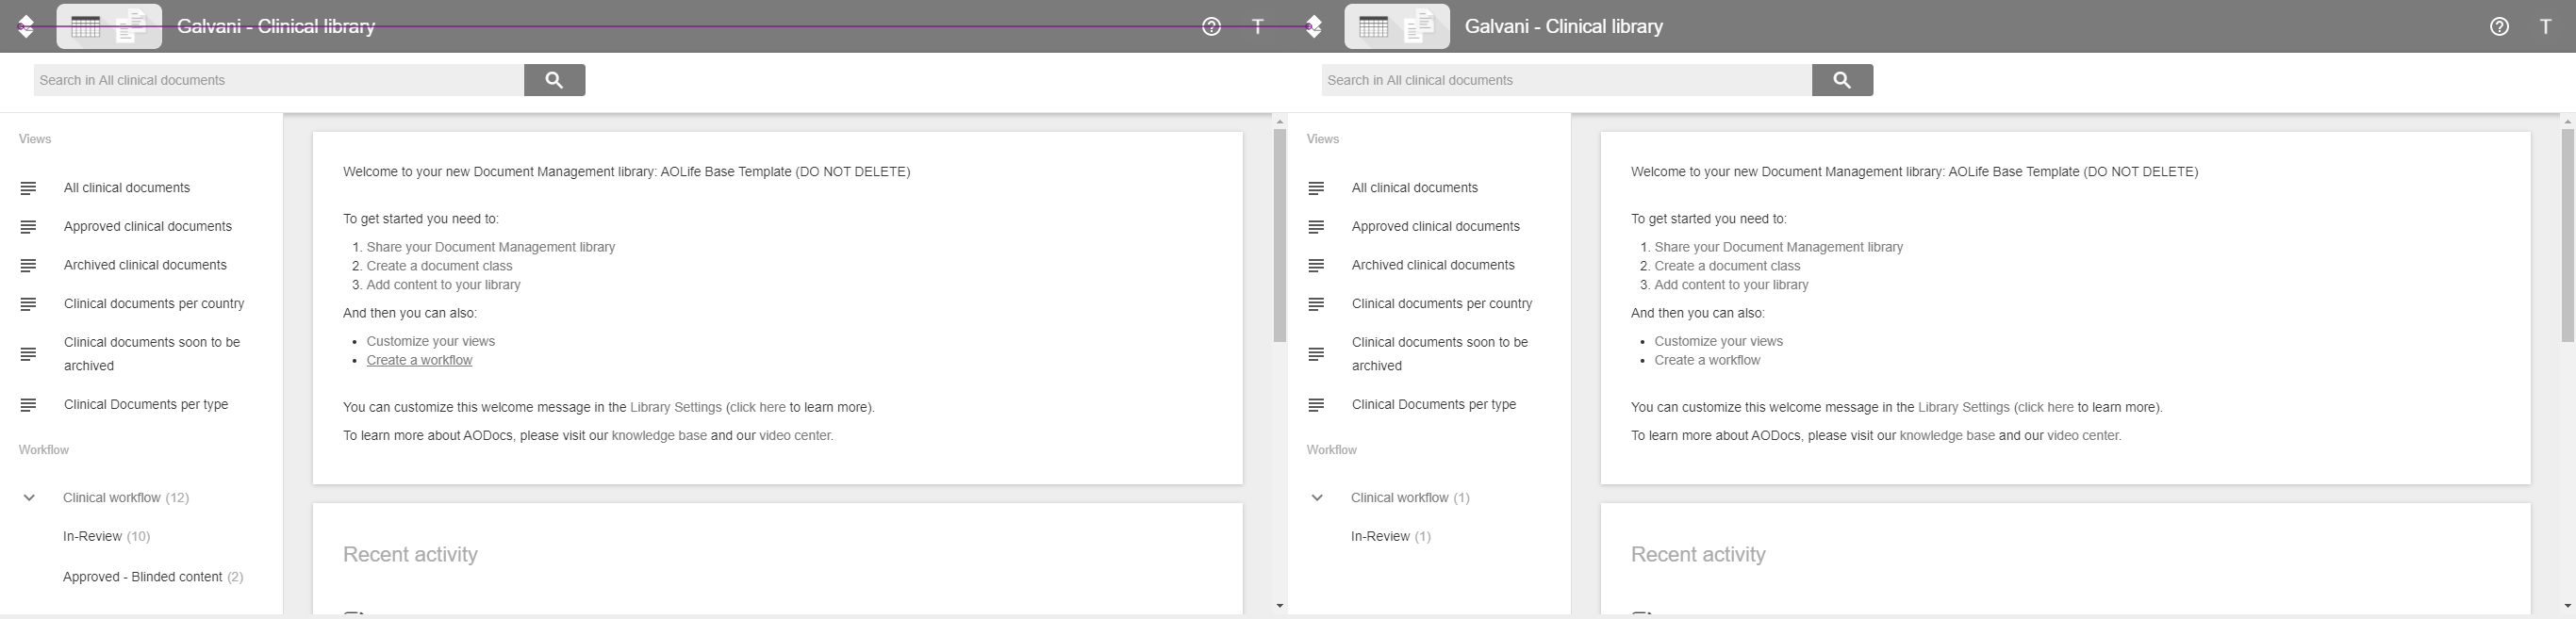 Galvani - Clinical library
T
Search in All clinical documents
Views
All clinical documents
Approved clinical documents
Archived clinical documents
Clinical documents per country
Clinical documents soon to be
archived
Clinical Documents per type
Workflow
Clinical workflow (12)
In-Review (10)
Approved - Blinded content (2)
Welcome to your new Document Management library: AOLife Base Template (DO NOT DELETE)
To get started you need to:
1. Share your Document Management library
2. Create a document class
3. Add content to your library
And then you can also:
• Customize your views
• Create a workflow
You can customize this welcome message in the Library Settings (click here to learn more).
To learn more about AODocs, please visit our knowledge base and our video center.
Recent activity
Galvani - Clinical library
T
Search in All clinical documents
Views
All clinical documents
Approved clinical documents
Archived clinical documents
Clinical documents per country
Clinical documents soon to be
archived
Clinical Documents per type
Workflow
Clinical workflow (1)
In-Review (1)
Welcome to your new Document Management library: AOLife Base Template (DO NOT DELETE)
To get started you need to:
1. Share your Document Management library
2. Create a document class
3. Add content to your library
And then you can also:
• Customize your views
• Create a workflow
You can customize this welcome message in the Library Settings (click here to learn more).
To learn more about AODocs, please visit our knowledge base and our video center.
Recent activity